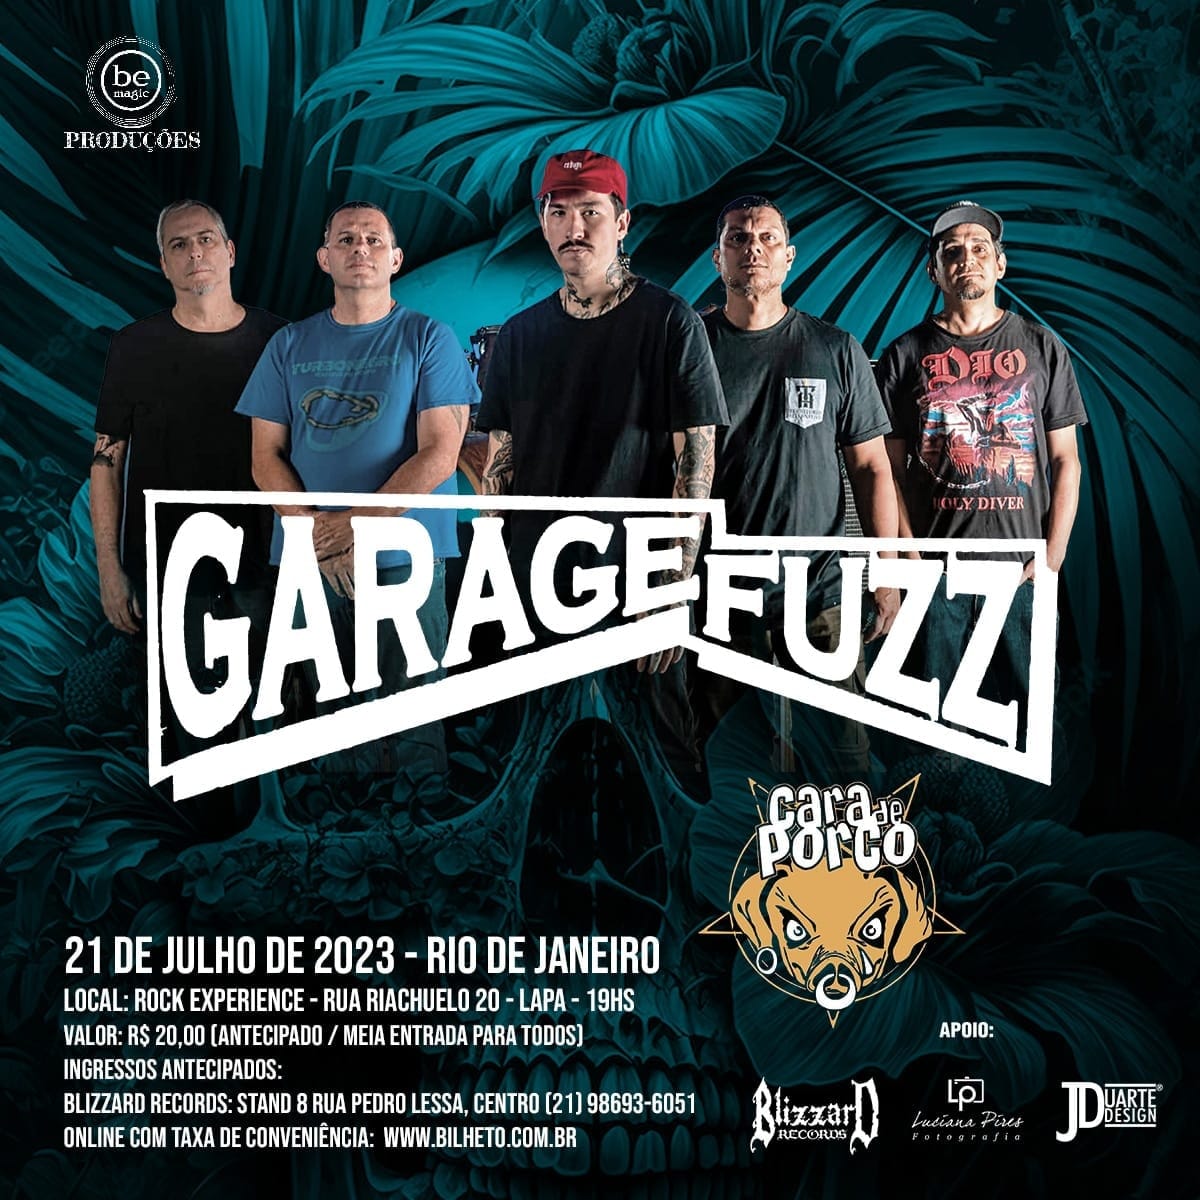 be
magic
PRODUÇÕES
TURBONEGRO
DIO
HOLY DIVER
GARAGE FUZZ
cara de
porco
21 DE JULHO DE 2023 - RIO DE JANEIRO
LOCAL: ROCK EXPERIENCE - RUA RIACHUELO 20 - LAPA - 19HS
VALOR: R$ 20,00 (ANTECIPADO / MEIA ENTRADA PARA TODOS)
INGRESSOS ANTECIPADOS:
BLIZZARD RECORDS: STAND 8 RUA PEDRO LESSA, CENTRO (21) 98693-6051
ONLINE COM TAXA DE CONVENIÊNCIA: WWW.BILHETO.COM.BR
APOIO:
BlizzarD
RECORDS
LP
Luciana Pires
Fotografia
JDUARTE®
DESIGN